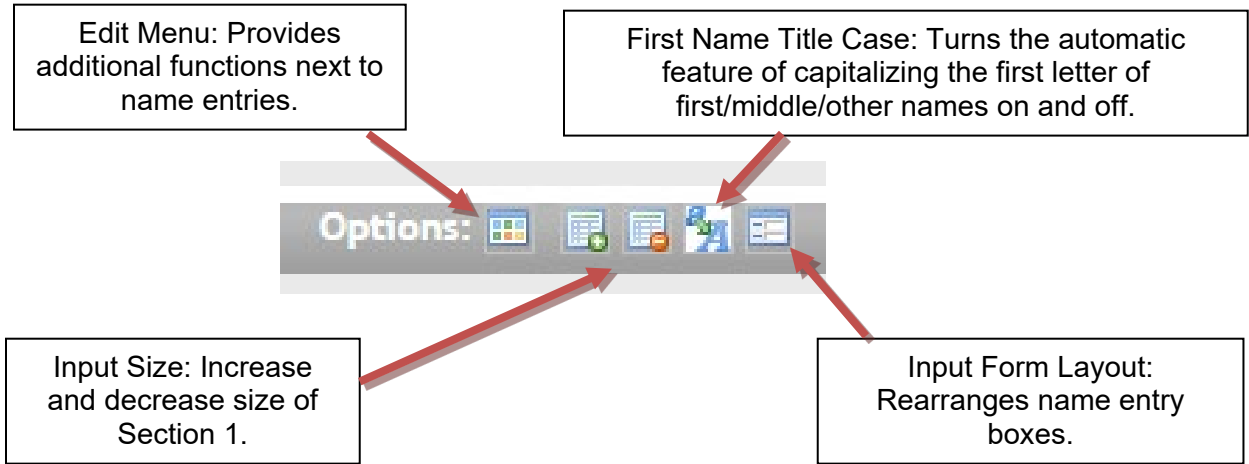 Edit Menu: Provides
additional functions next to
name entries.
First Name Title Case: Turns the automatic
feature of capitalizing the first letter of
first/middle/other names on and off.
Options:
Input Size: Increase
and decrease size of
Section 1.
Input Form Layout:
Rearranges name entry
boxes.